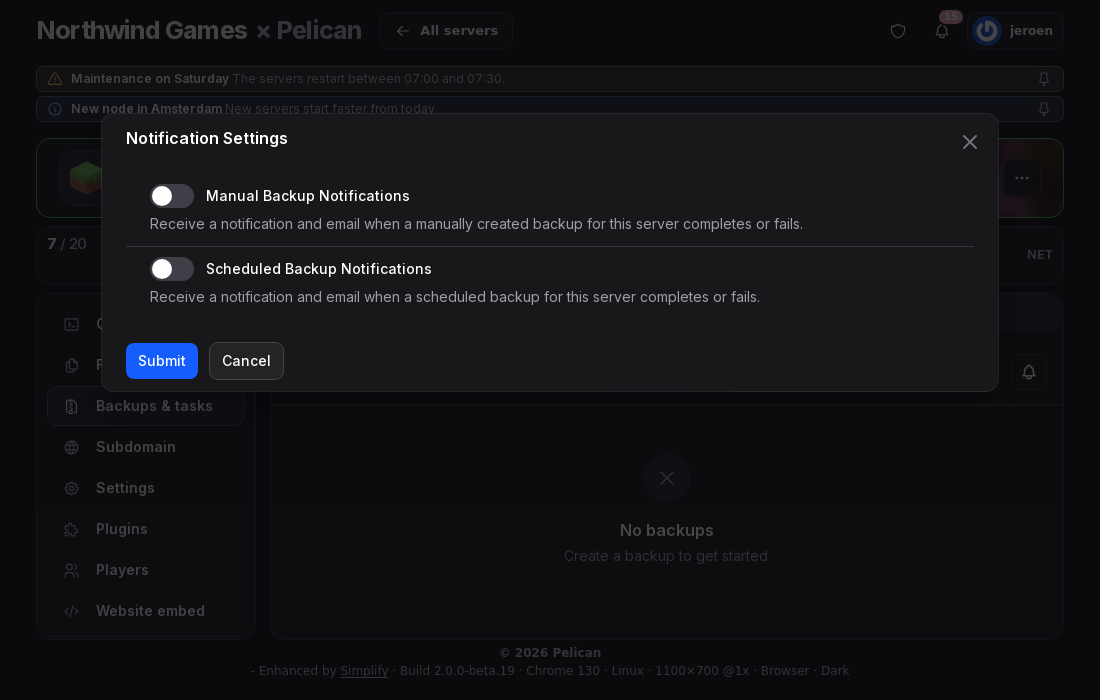 Northwind Games × Pelican
All servers
15
jeroen
Maintenance on Saturday The servers restart between 07:00 and 07:30.
New node in Amsterdam New servers start faster from today.
Notification Settings
Manual Backup Notifications
Receive a notification and email when a manually created backup for this server completes or fails.
Scheduled Backup Notifications
Receive a notification and email when a scheduled backup for this server completes or fails.
Submit
Cancel
7 / 20
NET
Backups & tasks
Subdomain
Settings
Plugins
Players
Website embed
No backups
Create a backup to get started.
© 2026 Pelican
- Enhanced by Simplify · Build 2.0.0-beta.19 · Chrome 130 · Linux · 1100×700 @1x · Browser · Dark